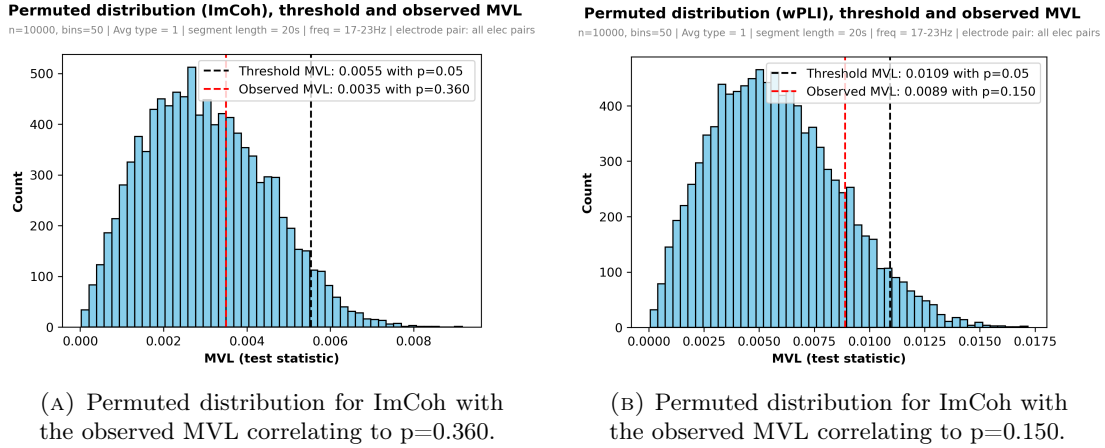 Permuted distribution (ImCoh), threshold and observed MVL
n=10000, bins=50 | Avg type = 1 | segment length = 20s | freq = 17-23Hz | electrode pair: all elec pairs
Threshold MVL: 0.0055 with p=0.05
Observed MVL: 0.0035 with p=0.360
Count
500
400
300
200
100
0
0.000
0.002
0.004
0.006
0.008
MVL (test statistic)
(A) Permuted distribution for ImCoh with
the observed MVL correlating to p=0.360.
Permuted distribution (wPLI), threshold and observed MVL
n=10000, bins=50 | Avg type = 1 | segment length = 20s | freq = 17-23Hz | electrode pair: all elec pairs
Threshold MVL: 0.0109 with p=0.05
Observed MVL: 0.0089 with p=0.150
Count
400
300
200
100
0
0.0000
0.0025
0.0050
0.0075
0.0100
0.0125
0.0150
0.0175
MVL (test statistic)
(B) Permuted distribution for ImCoh with
the observed MVL correlating to p=0.150.